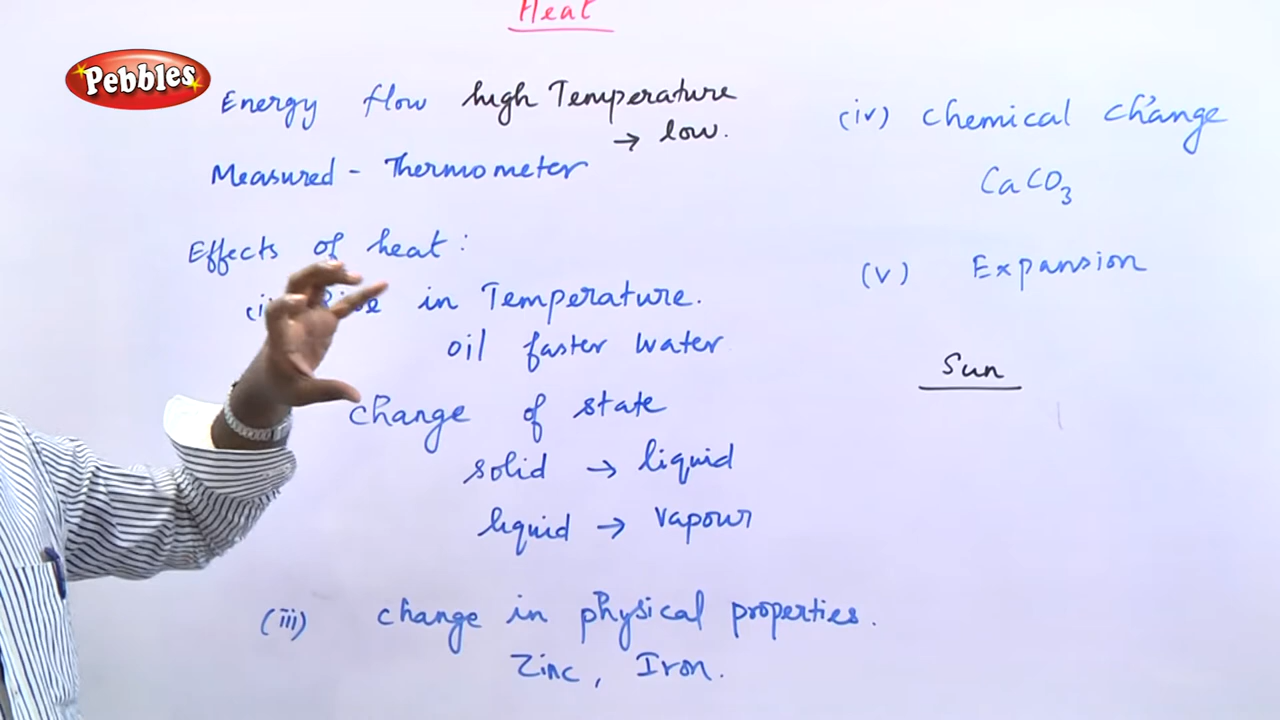 Heat
Pebbles
Energy flow high Temperature
→ low.
Measured - Thermometer
Effects of heat:
in Temperature.
oil faster water
change of state
solid → liquid
liquid → vapour
(iii) change in physical properties.
Zinc, Iron.
(iv) chemical change
CaCO3
(v) Expansion
Sun